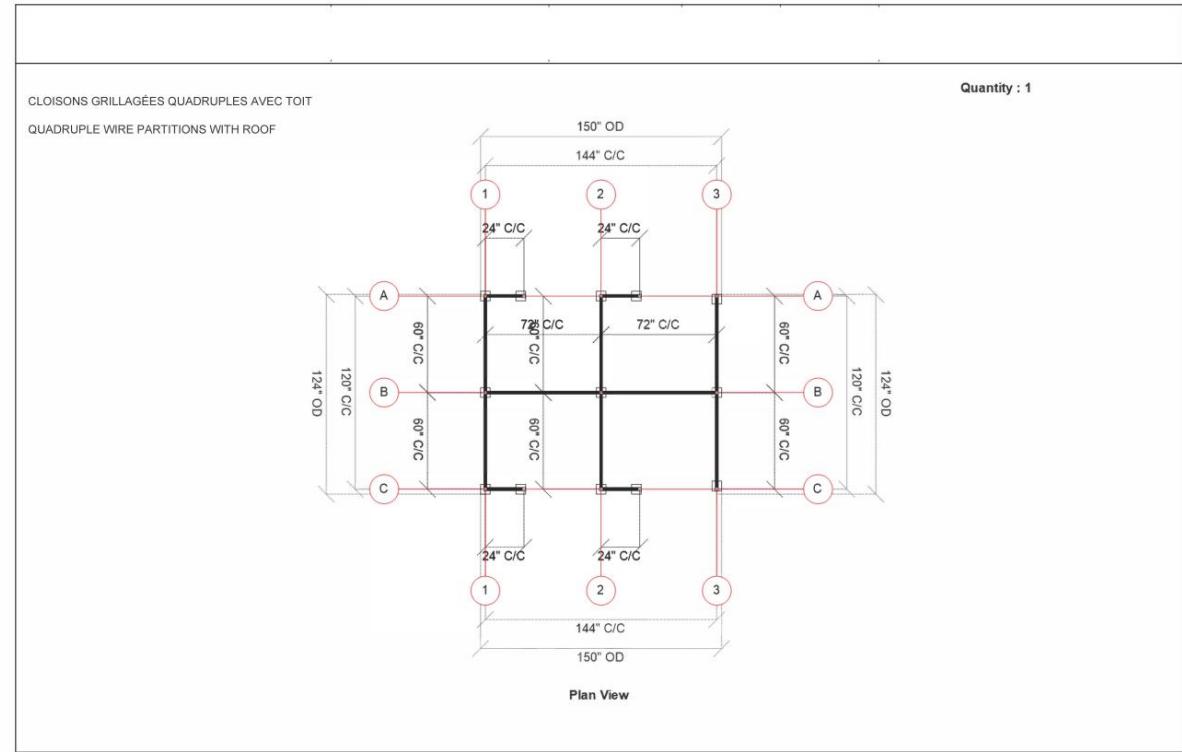 Quantity : 1
CLOISONS GRILLAGÉES QUADRUPLES AVEC TOIT
QUADRUPLE WIRE PARTITIONS WITH ROOF
150" OD
144" C/C
1 2 3
24" C/C 24" C/C
A A
72" C/C 72" C/C
60" C/C 60" C/C 60" C/C
124" OD 120" C/C 120" C/C 124" OD
B B
60" C/C 60" C/C 60" C/C
C C
24" C/C 24" C/C
1 2 3
144" C/C
150" OD
Plan View